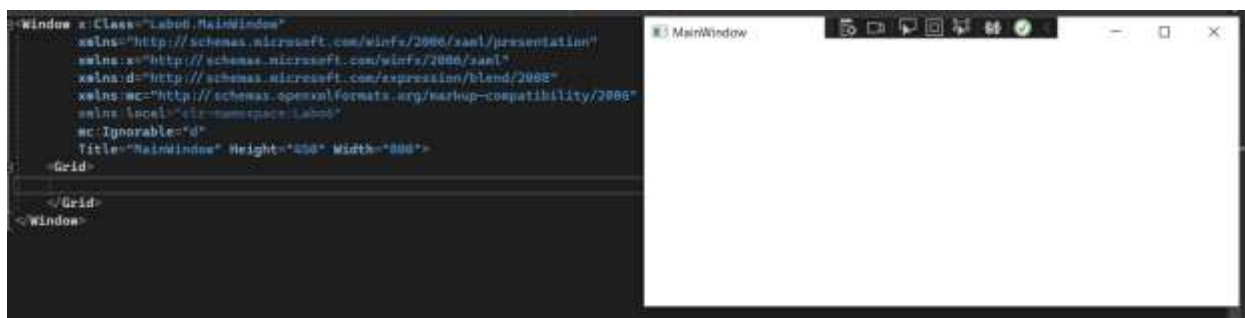 <Window x:Class="Labo6.MainWindow"
xmlns="http://schemas.microsoft.com/winfx/2006/xaml/presentation"
xmlns:x="http://schemas.microsoft.com/winfx/2006/xaml"
xmlns:d="http://schemas.microsoft.com/expression/blend/2008"
xmlns:mc="http://schemas.openxmlformats.org/markup-compatibility/2006"
xmlns:local="clr-namespace:Labo6"
mc:Ignorable="d"
Title="MainWindow" Height="450" Width="800">
<Grid>
</Grid>
</Window>
MainWindow